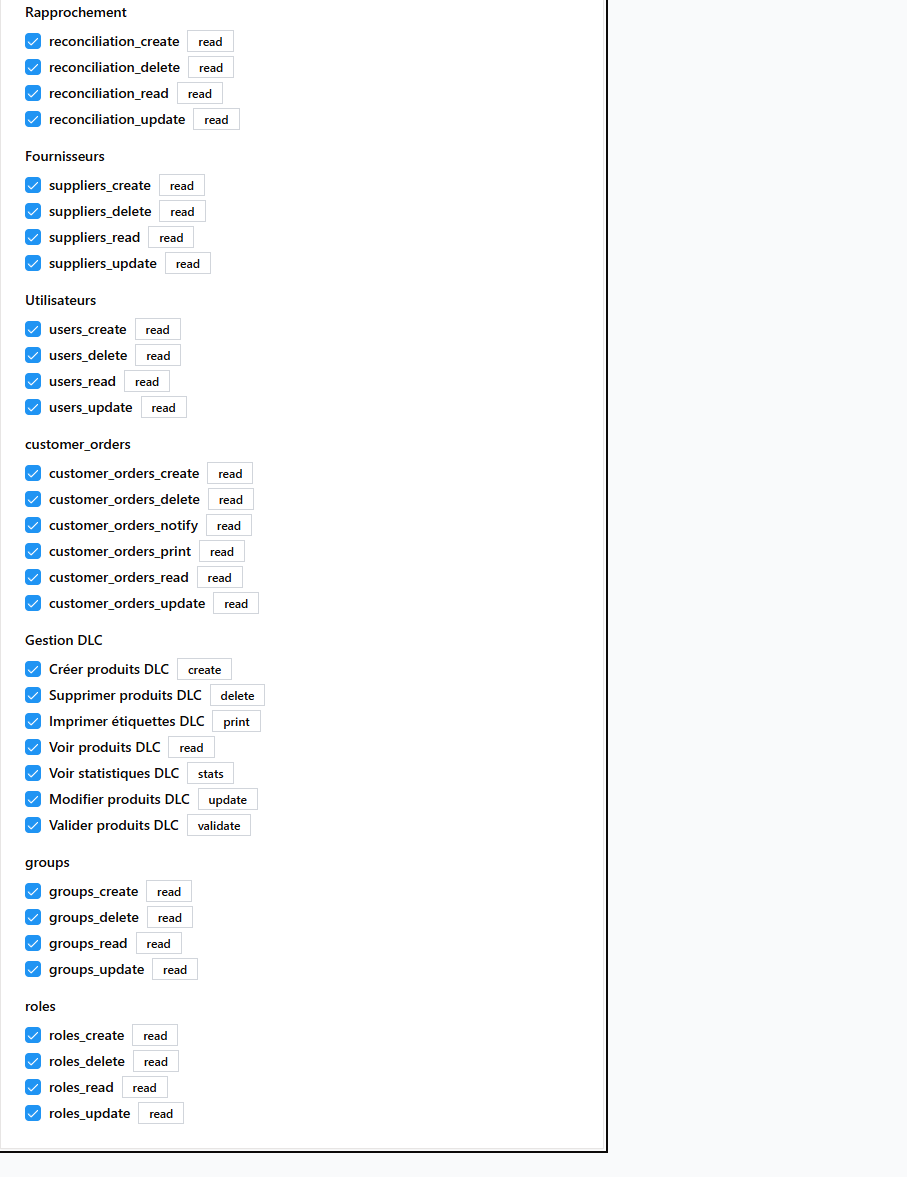 Rapprochement
reconciliation_create read
reconciliation_delete read
reconciliation_read read
reconciliation_update read
Fournisseurs
suppliers_create read
suppliers_delete read
suppliers_read read
suppliers_update read
Utilisateurs
users_create read
users_delete read
users_read read
users_update read
customer_orders
customer_orders_create read
customer_orders_delete read
customer_orders_notify read
customer_orders_print read
customer_orders_read read
customer_orders_update read
Gestion DLC
Créer produits DLC create
Supprimer produits DLC delete
Imprimer étiquettes DLC print
Voir produits DLC read
Voir statistiques DLC stats
Modifier produits DLC update
Valider produits DLC validate
groups
groups_create read
groups_delete read
groups_read read
groups_update read
roles
roles_create read
roles_delete read
roles_read read
roles_update read